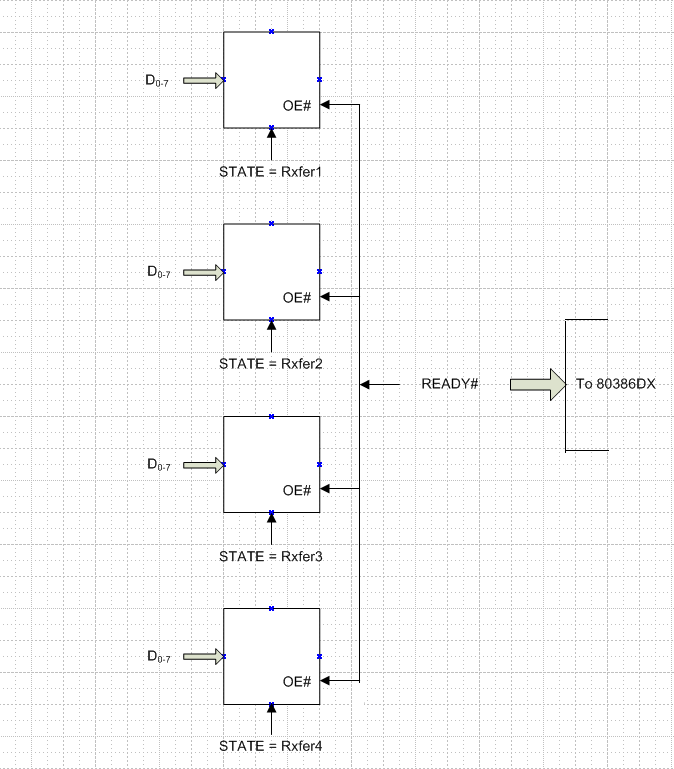 D0-7
OE#
STATE = Rxfer1
D0-7
OE#
STATE = Rxfer2
READY#
To 80386DX
D0-7
OE#
STATE = Rxfer3
D0-7
OE#
STATE = Rxfer4